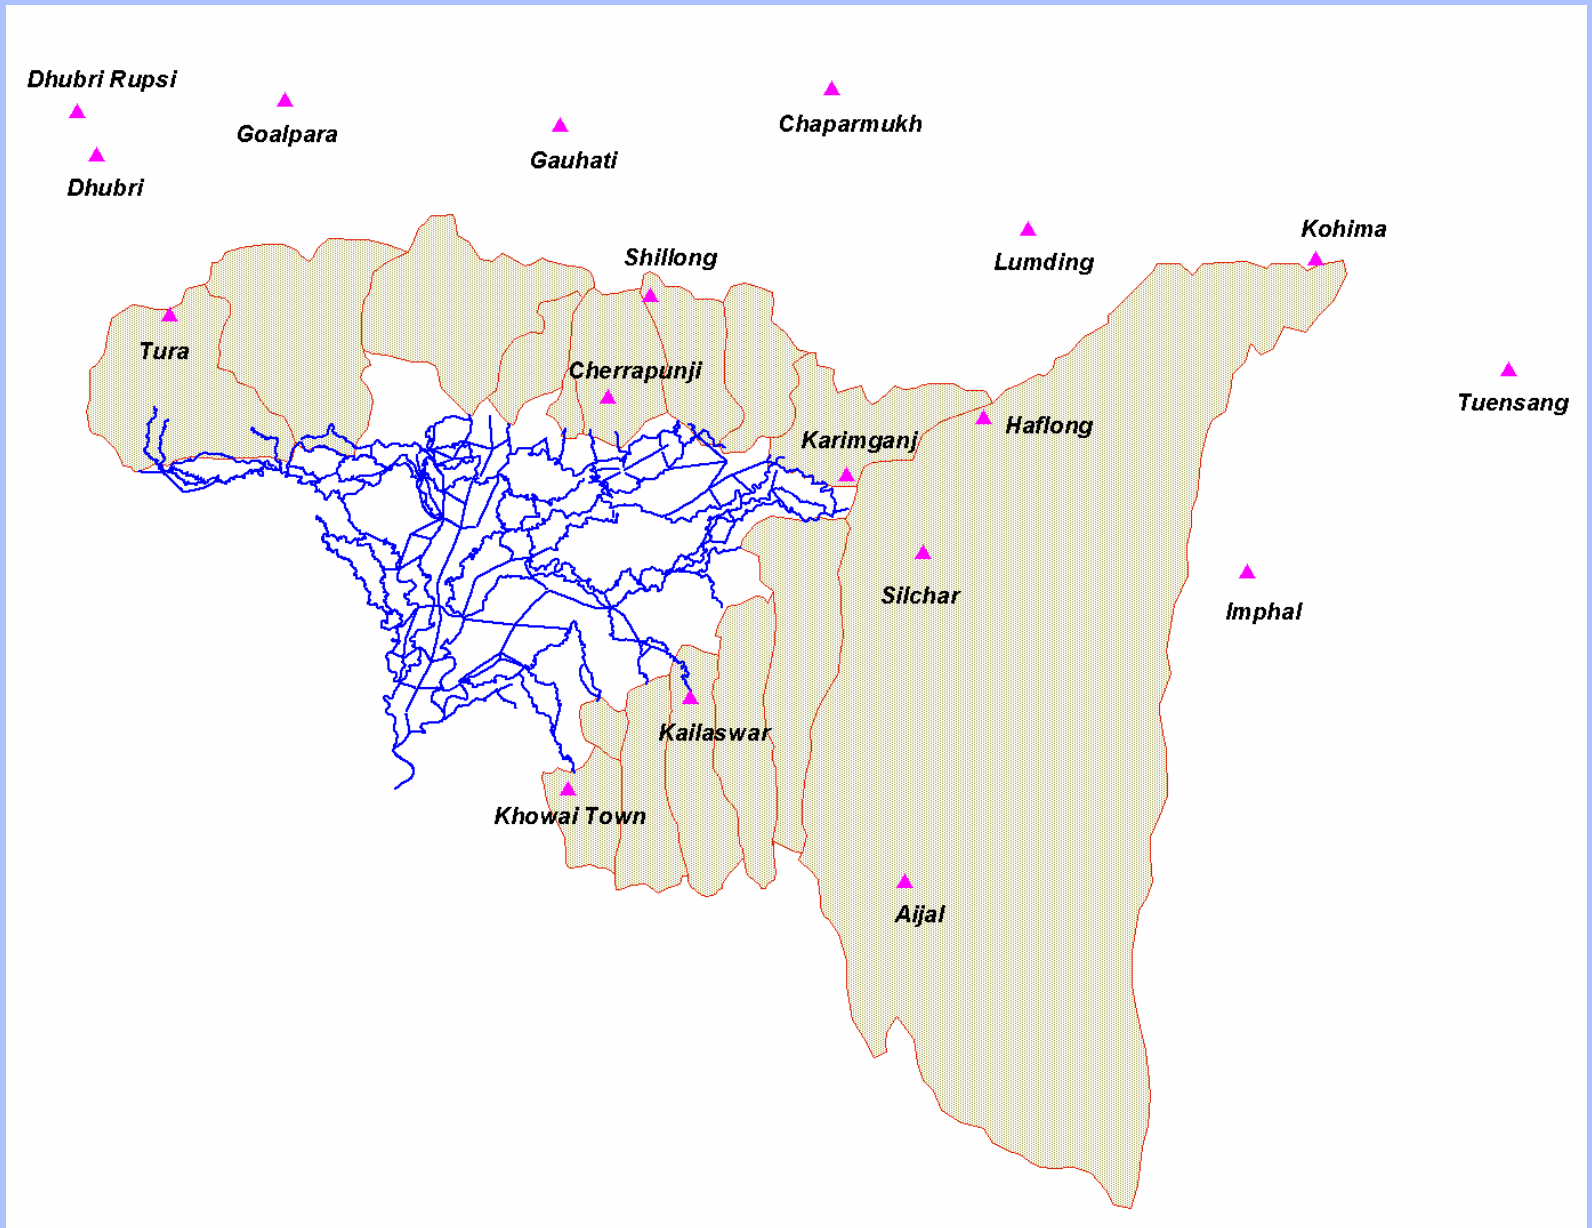 Dhubri Rupsi
Goalpara
Chaparmukh
Gauhati
Dhubri
Kohima
Shillong
Lumding
Tura
Cherrapunji
Tuensang
Haflong
Karimganj
Silchar
Imphal
Kailaswar
Khowai Town
Aijal